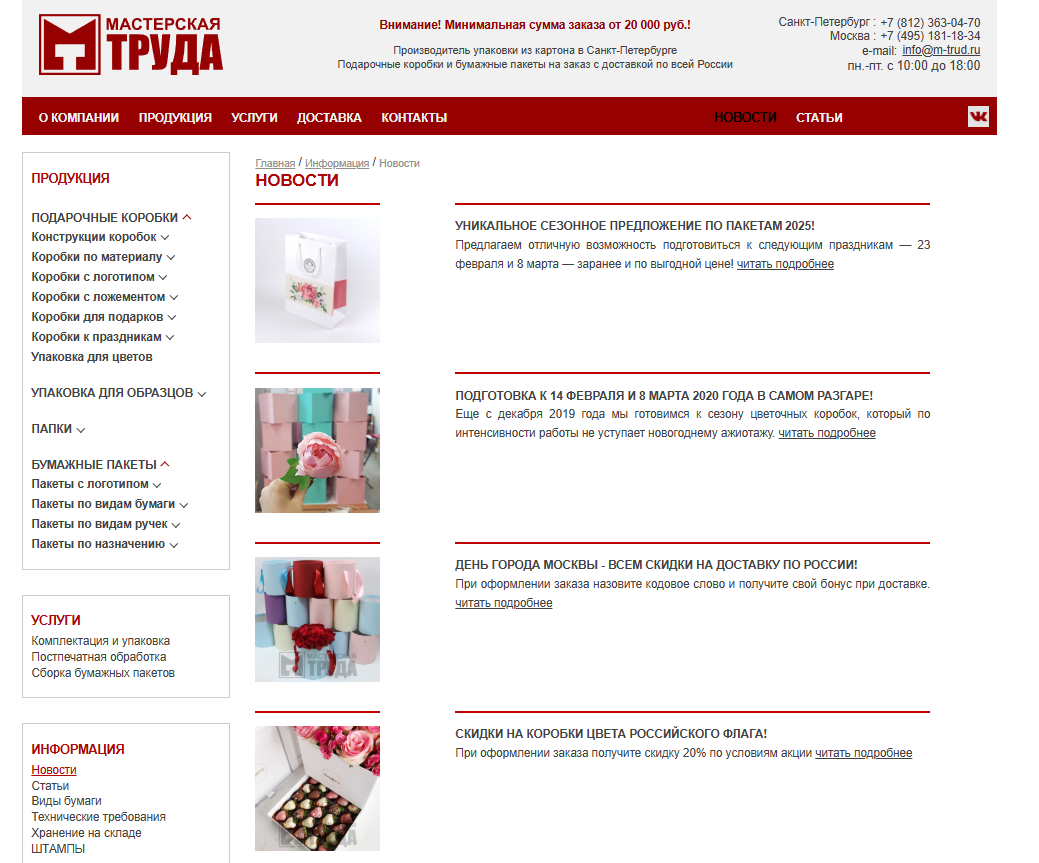 МАСТЕРСКАЯ
ТРУДА
Внимание! Минимальная сумма заказа от 20 000 руб.!
Производитель упаковки из картона в Санкт-Петербурге
Подарочные коробки и бумажные пакеты на заказ с доставкой по всей России
Санкт-Петербург : +7 (812) 363-04-70
Москва : +7 (495) 181-18-34
e-mail: info@m-trud.ru
пн.-пт. с 10:00 до 18:00
О КОМПАНИИ ПРОДУКЦИЯ УСЛУГИ ДОСТАВКА КОНТАКТЫ НОВОСТИ СТАТЬИ
ПРОДУКЦИЯ
ПОДАРОЧНЫЕ КОРОБКИ
Конструкции коробок
Коробки по материалу
Коробки с логотипом
Коробки с ложементом
Коробки для подарков
Коробки к праздникам
Упаковка для цветов
УПАКОВКА ДЛЯ ОБРАЗЦОВ
ПАПКИ
БУМАЖНЫЕ ПАКЕТЫ
Пакеты с логотипом
Пакеты по видам бумаги
Пакеты по видам ручек
Пакеты по назначению
УСЛУГИ
Комплектация и упаковка
Постпечатная обработка
Сборка бумажных пакетов
ИНФОРМАЦИЯ
Новости
Статьи
Виды бумаги
Технические требования
Хранение на складе
ШТАМПЫ
Главная / Информация / Новости
НОВОСТИ
УНИКАЛЬНОЕ СЕЗОННОЕ ПРЕДЛОЖЕНИЕ ПО ПАКЕТАМ 2025!
Предлагаем отличную возможность подготовиться к следующим праздникам — 23
февраля и 8 марта — заранее и по выгодной цене! читать подробнее
ПОДГОТОВКА К 14 ФЕВРАЛЯ И 8 МАРТА 2020 ГОДА В САМОМ РАЗГАРЕ!
Еще с декабря 2019 года мы готовимся к сезону цветочных коробок, который по
интенсивности работы не уступает новогоднему ажиотажу. читать подробнее
ДЕНЬ ГОРОДА МОСКВЫ - ВСЕМ СКИДКИ НА ДОСТАВКУ ПО РОССИИ!
При оформлении заказа назовите кодовое слово и получите свой бонус при доставке.
читать подробнее
МАСТЕРСКАЯ
ТРУДА
СКИДКИ НА КОРОБКИ ЦВЕТА РОССИЙСКОГО ФЛАГА!
При оформлении заказа получите скидку 20% по условиям акции читать подробнее